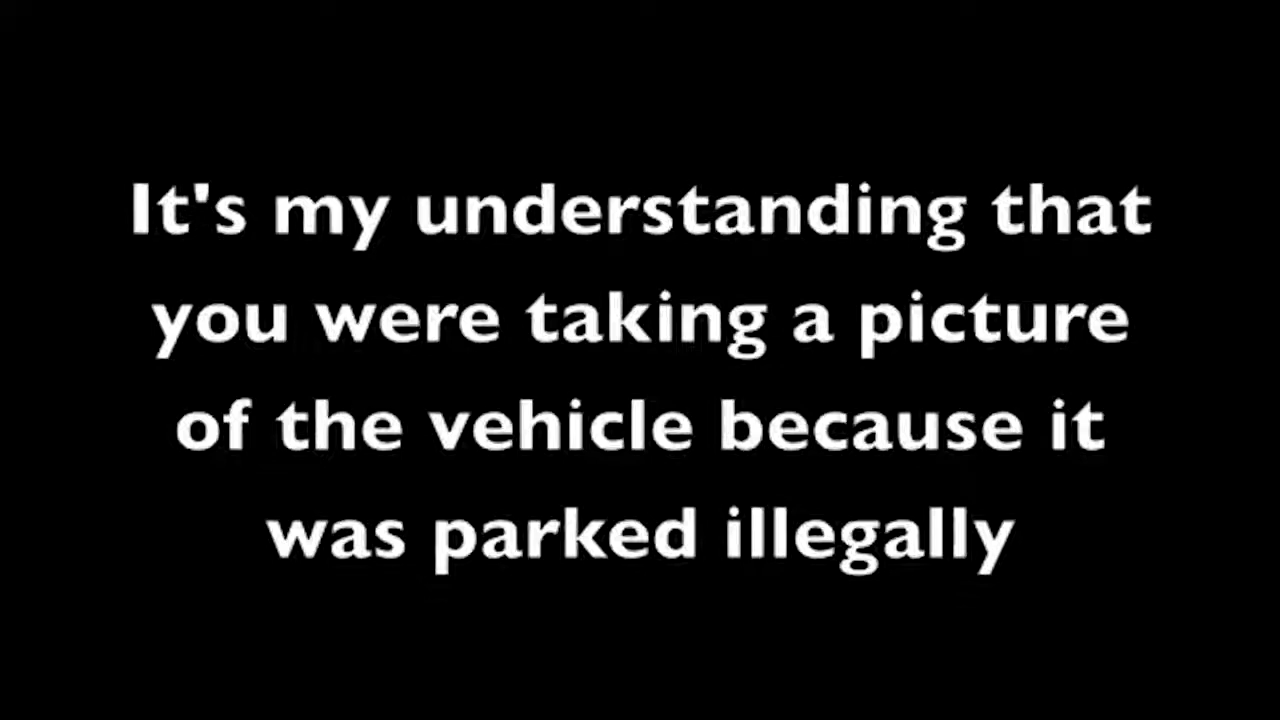 It's my understanding that
you were taking a picture
of the vehicle because it
was parked illegally